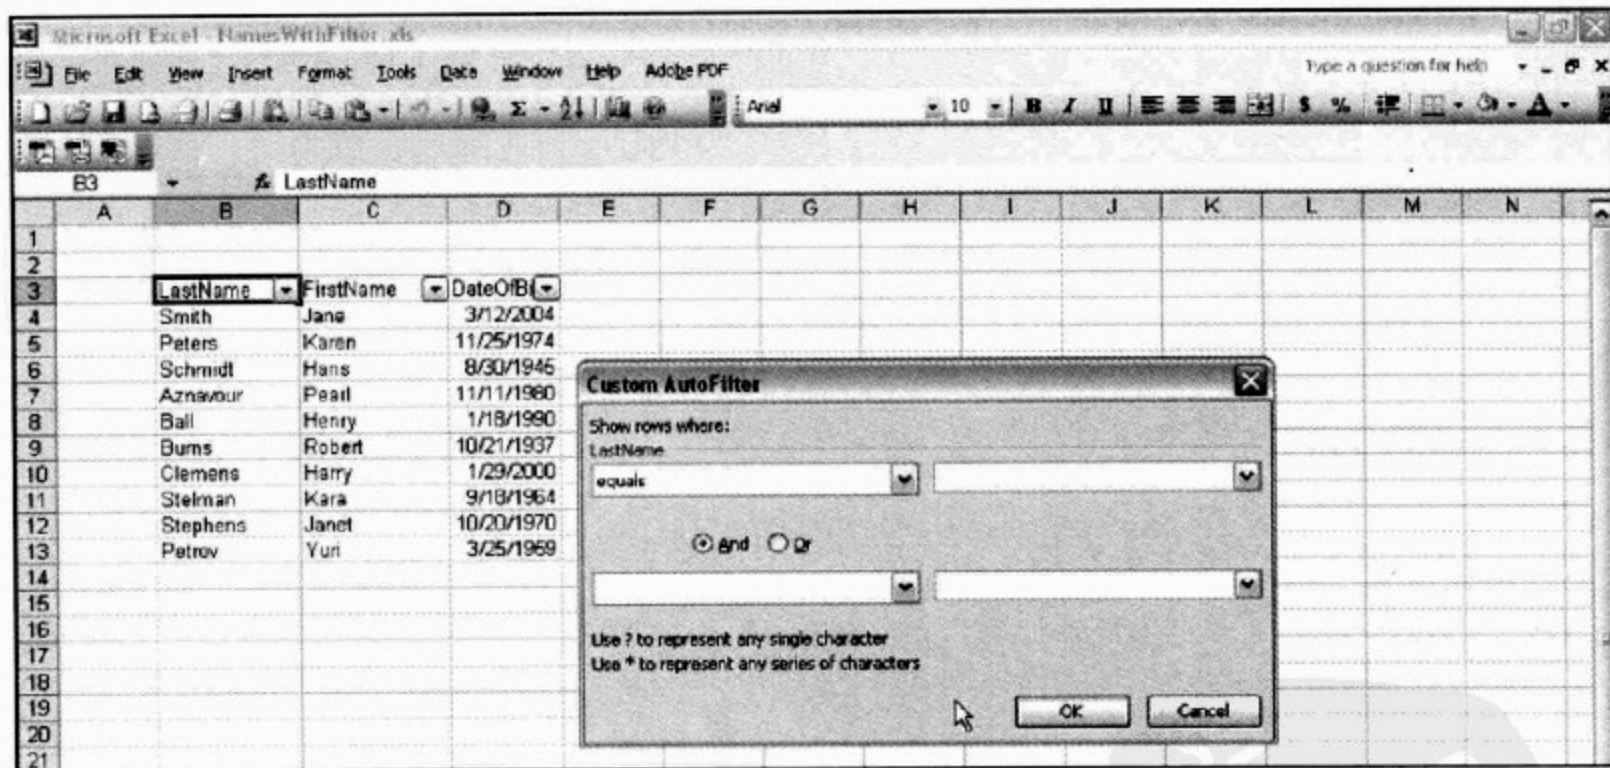 Microsoft Excel - NamesWithFilter.xls
File Edit View Insert Format Tools Data Window Help Adobe PDF Type a question for help
Arial 10 B I U $ %
B3 fx LastName
A B C D E F G H I J K L M N
1
2
3 LastName FirstName DateOfBi
4 Smith Jane 3/12/2004
5 Peters Karen 11/25/1974
6 Schmidt Hans 8/30/1946
7 Aznavour Pearl 11/11/1980
8 Ball Henry 1/18/1990
9 Burns Robert 10/21/1937
10 Clemens Harry 1/29/2000
11 Stelman Kara 9/18/1964
12 Stephens Janet 10/20/1970
13 Petrov Yuri 3/25/1969
14
15
16
17
18
19
20
21
Custom AutoFilter
Show rows where:
LastName
equals
And Or
Use ? to represent any single character
Use * to represent any series of characters
OK Cancel